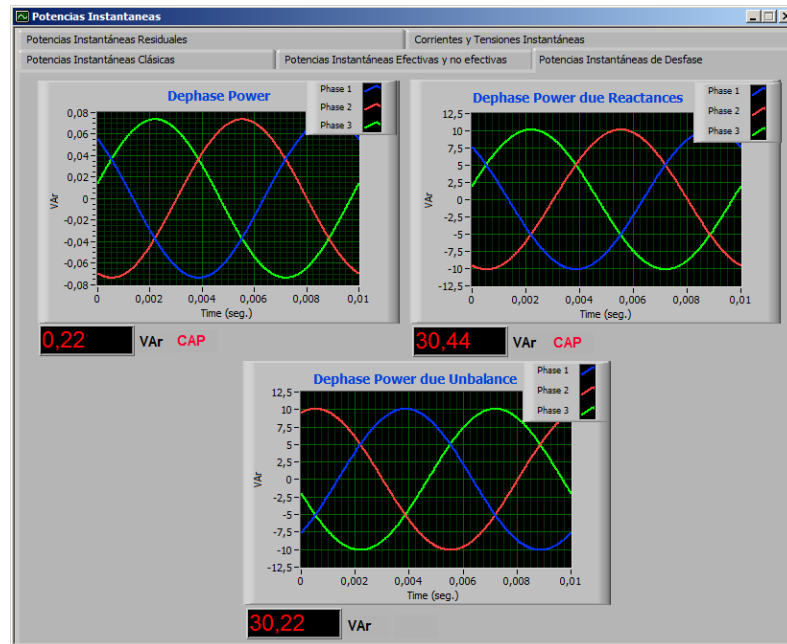 Potencias Instantaneas
Potencias Instantáneas Residuales
Corrientes y Tensiones Instantáneas
Potencias Instantáneas Clásicas
Potencias Instantáneas Efectivas y no efectivas
Potencias Instantáneas de Desfase
Dephase Power
Phase 1
Phase 2
Phase 3
0,08
0,06
0,04
0,02
0
-0,02
-0,04
-0,06
-0,08
VAr
0 0,002 0,004 0,006 0,008 0,01
Time (seg.)
0,22 VAr CAP
Dephase Power due Reactances
Phase 1
Phase 2
Phase 3
12,5
10
7,5
5
2,5
0
-2,5
-5
-7,5
-10
-12,5
VAr
0 0,002 0,004 0,006 0,008 0,01
Time (seg.)
30,44 VAr CAP
Dephase Power due Unbalance
Phase 1
Phase 2
Phase 3
12,5
10
7,5
5
2,5
0
-2,5
-5
-7,5
-10
-12,5
VAr
0 0,002 0,004 0,006 0,008 0,01
Time (seg.)
30,22 VAr